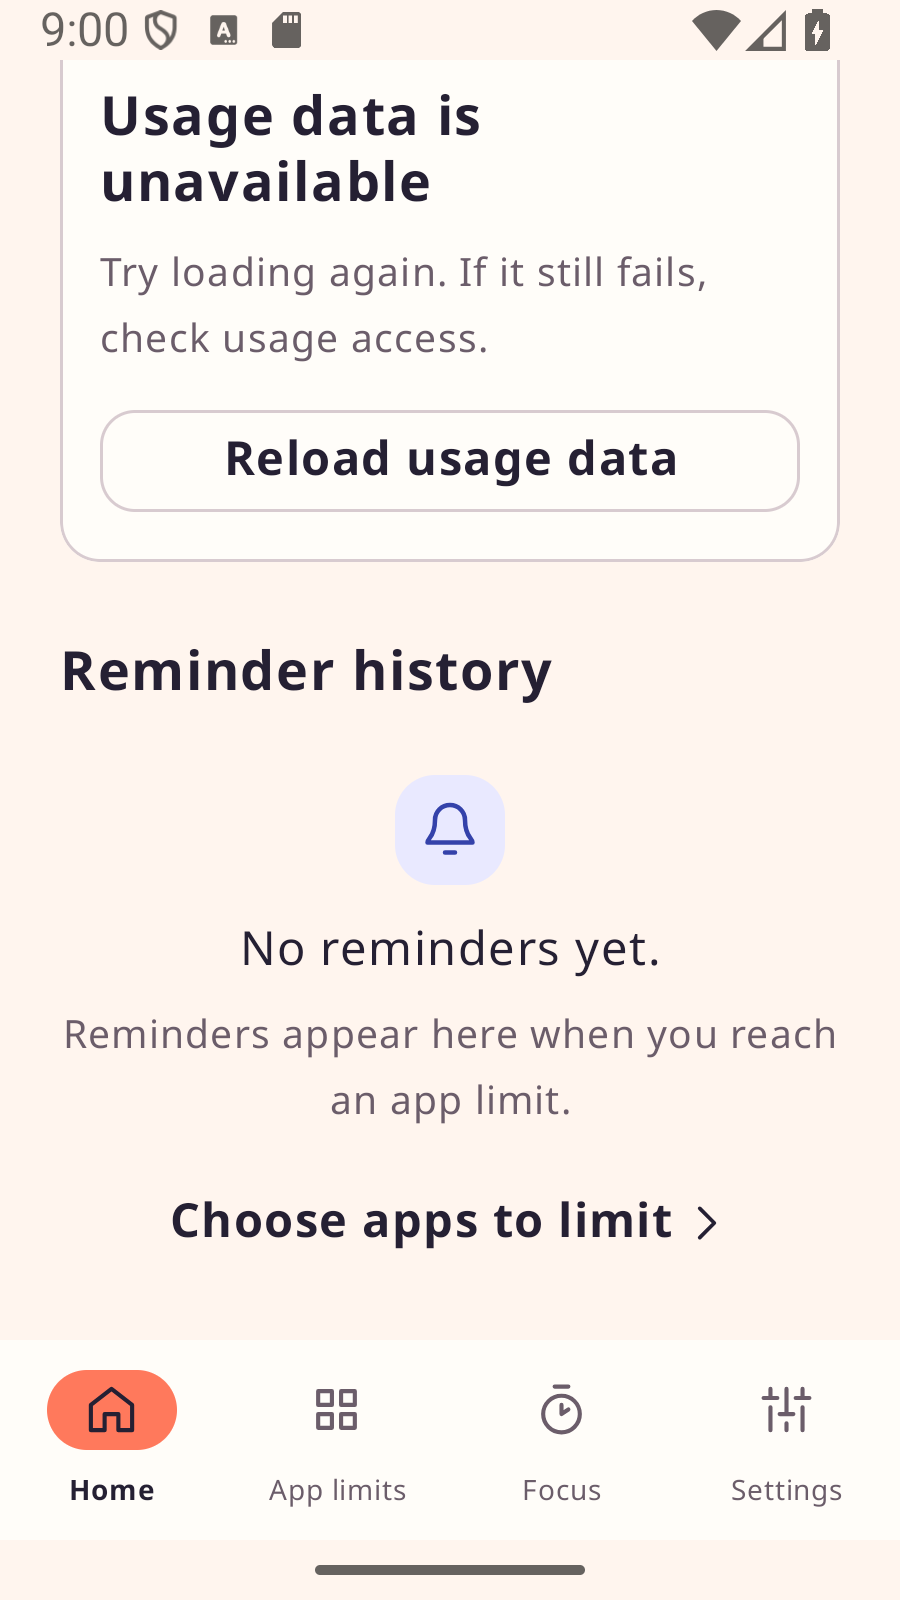 9:00
Usage data is
unavailable
Try loading again. If it still fails,
check usage access.
Reload usage data
Reminder history
No reminders yet.
Reminders appear here when you reach
an app limit.
Choose apps to limit
Home
App limits
Focus
Settings